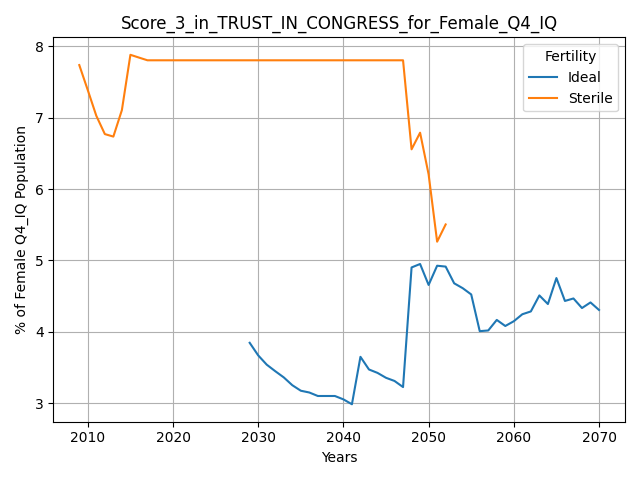 Score_3_in_TRUST_IN_CONGRESS_for_Female_Q4_IQ
Fertility
Ideal
Sterile
% of Female Q4_IQ Population
8
7
6
5
4
3
2010 2020 2030 2040 2050 2060 2070
Years